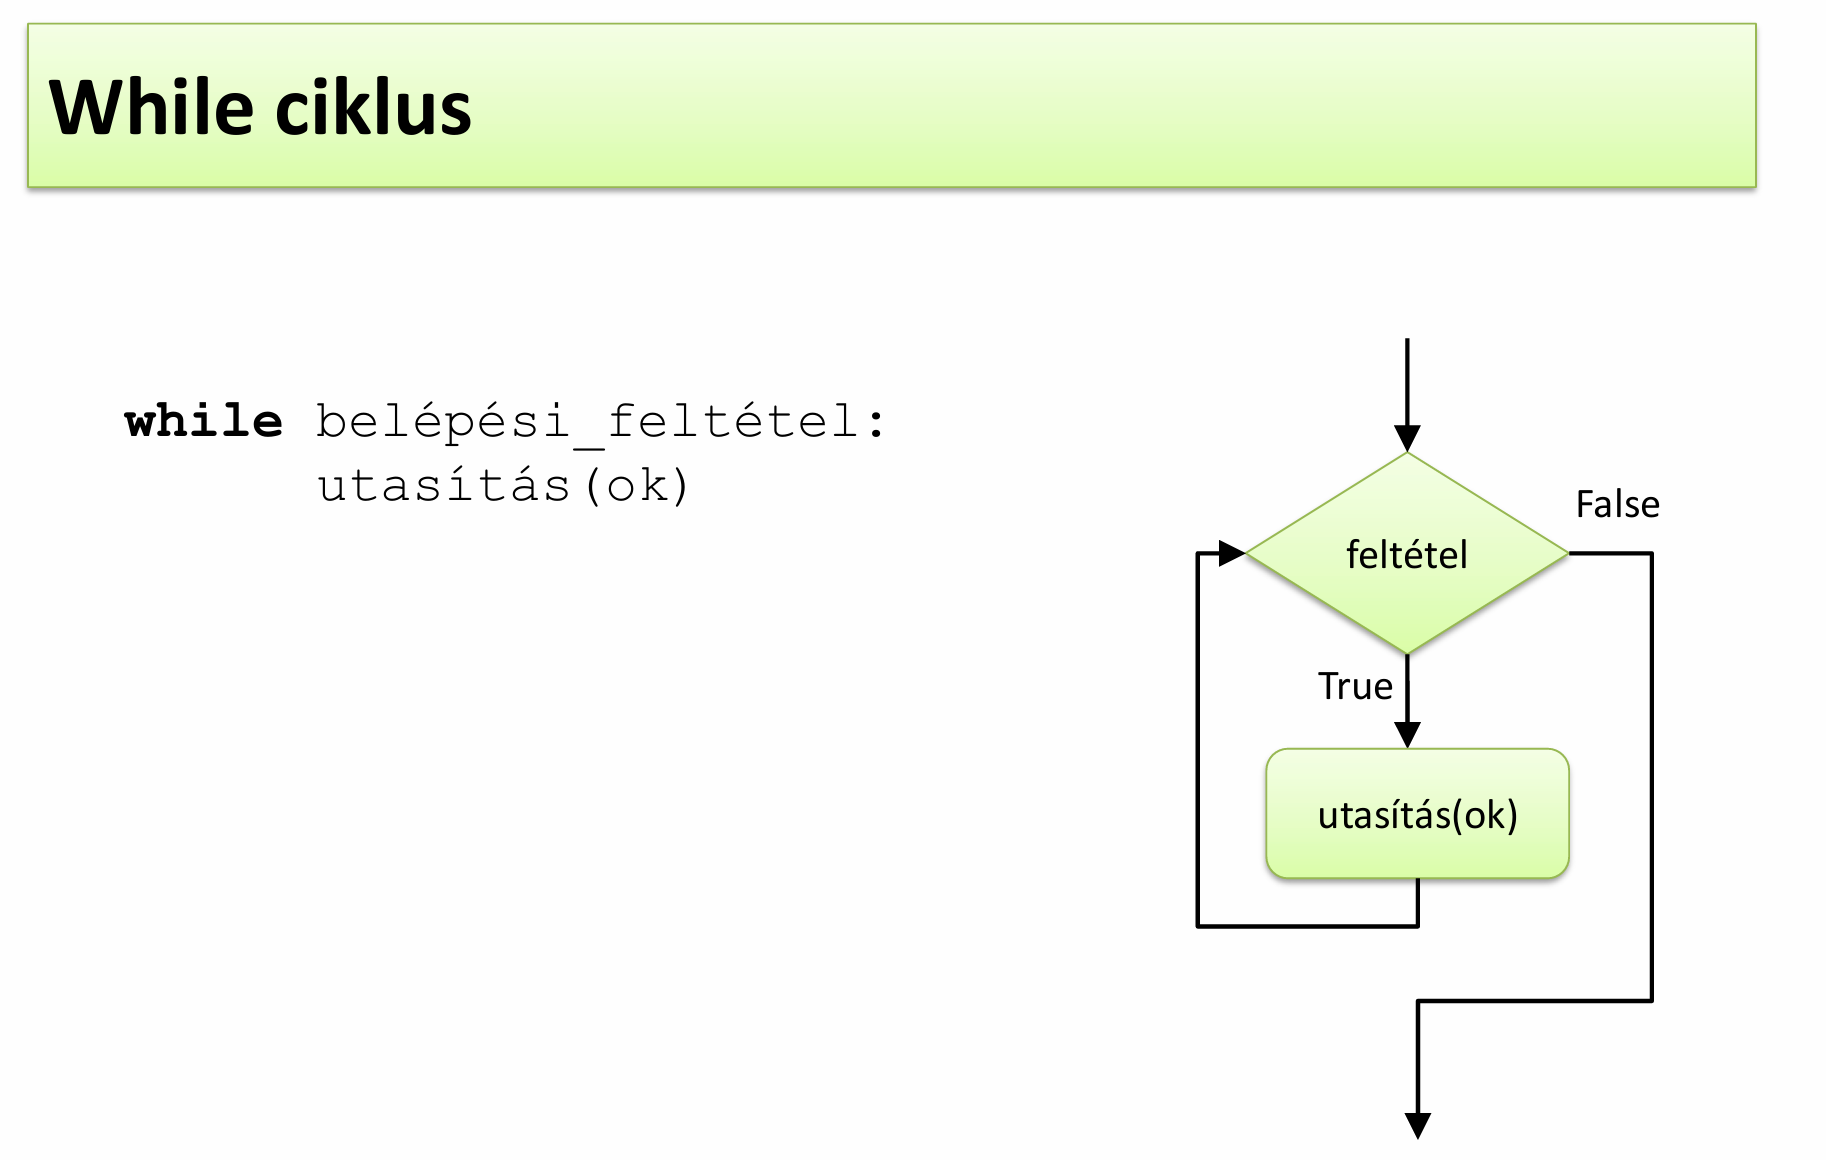 While ciklus
while belépési_feltétel:
utasítás(ok)
False
feltétel
True
utasítás(ok)